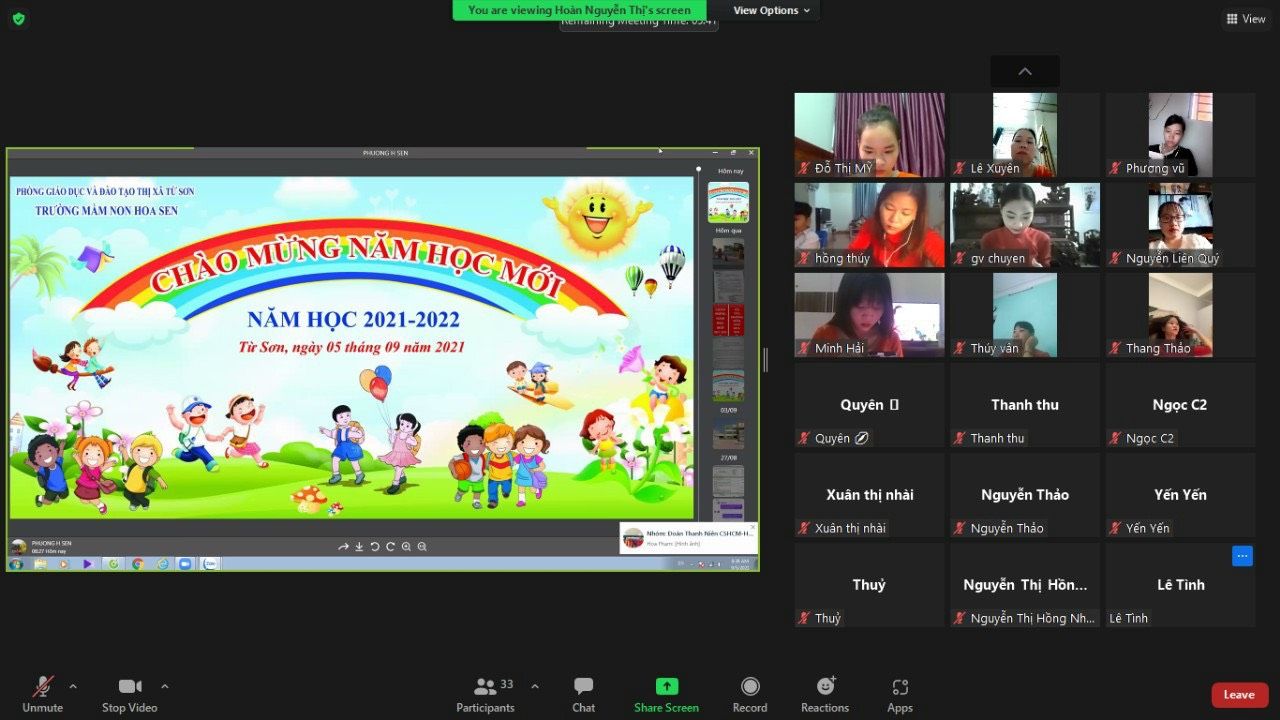 You are viewing Hoàn Nguyễn Thị's screen
View Options
Remaining Meeting Time: 05:41
View
PHUONG H SEN
PHÒNG GIÁO DỤC VÀ ĐÀO TẠO THỊ XÃ TỪ SƠN
TRƯỜNG MẦM NON HOA SEN
CHÀO MỪNG NĂM HỌC MỚI
NĂM HỌC 2021-2022
Từ Sơn, ngày 05 tháng 09 năm 2021
Hôm nay
Hôm qua
03/09
27/08
PHUONG H SEN
08:27 Hôm nay
Nhóm: Đoàn Thanh Niên CSHCM-H...
Hoa Tham: [Hình ảnh]
Đỗ Thị MỸ
Lê Xuyên
Phương vũ
hồng thúy
gv chuyen
Nguyễn Liên Quý
Minh Hải
Thúy vân
Thang Thảo
Quyên
Thanh thu
Ngọc C2
Quyên
Thanh thu
Ngọc C2
Xuân thị nhài
Nguyễn Thảo
Yến Yến
Xuân thị nhài
Nguyễn Thảo
Yến Yến
Thuỷ
Nguyễn Thị Hồn...
Lê Tình
Thuỷ
Nguyễn Thị Hồng Nh...
Lê Tình
Unmute
Stop Video
33
Participants
Chat
Share Screen
Record
Reactions
Apps
Leave